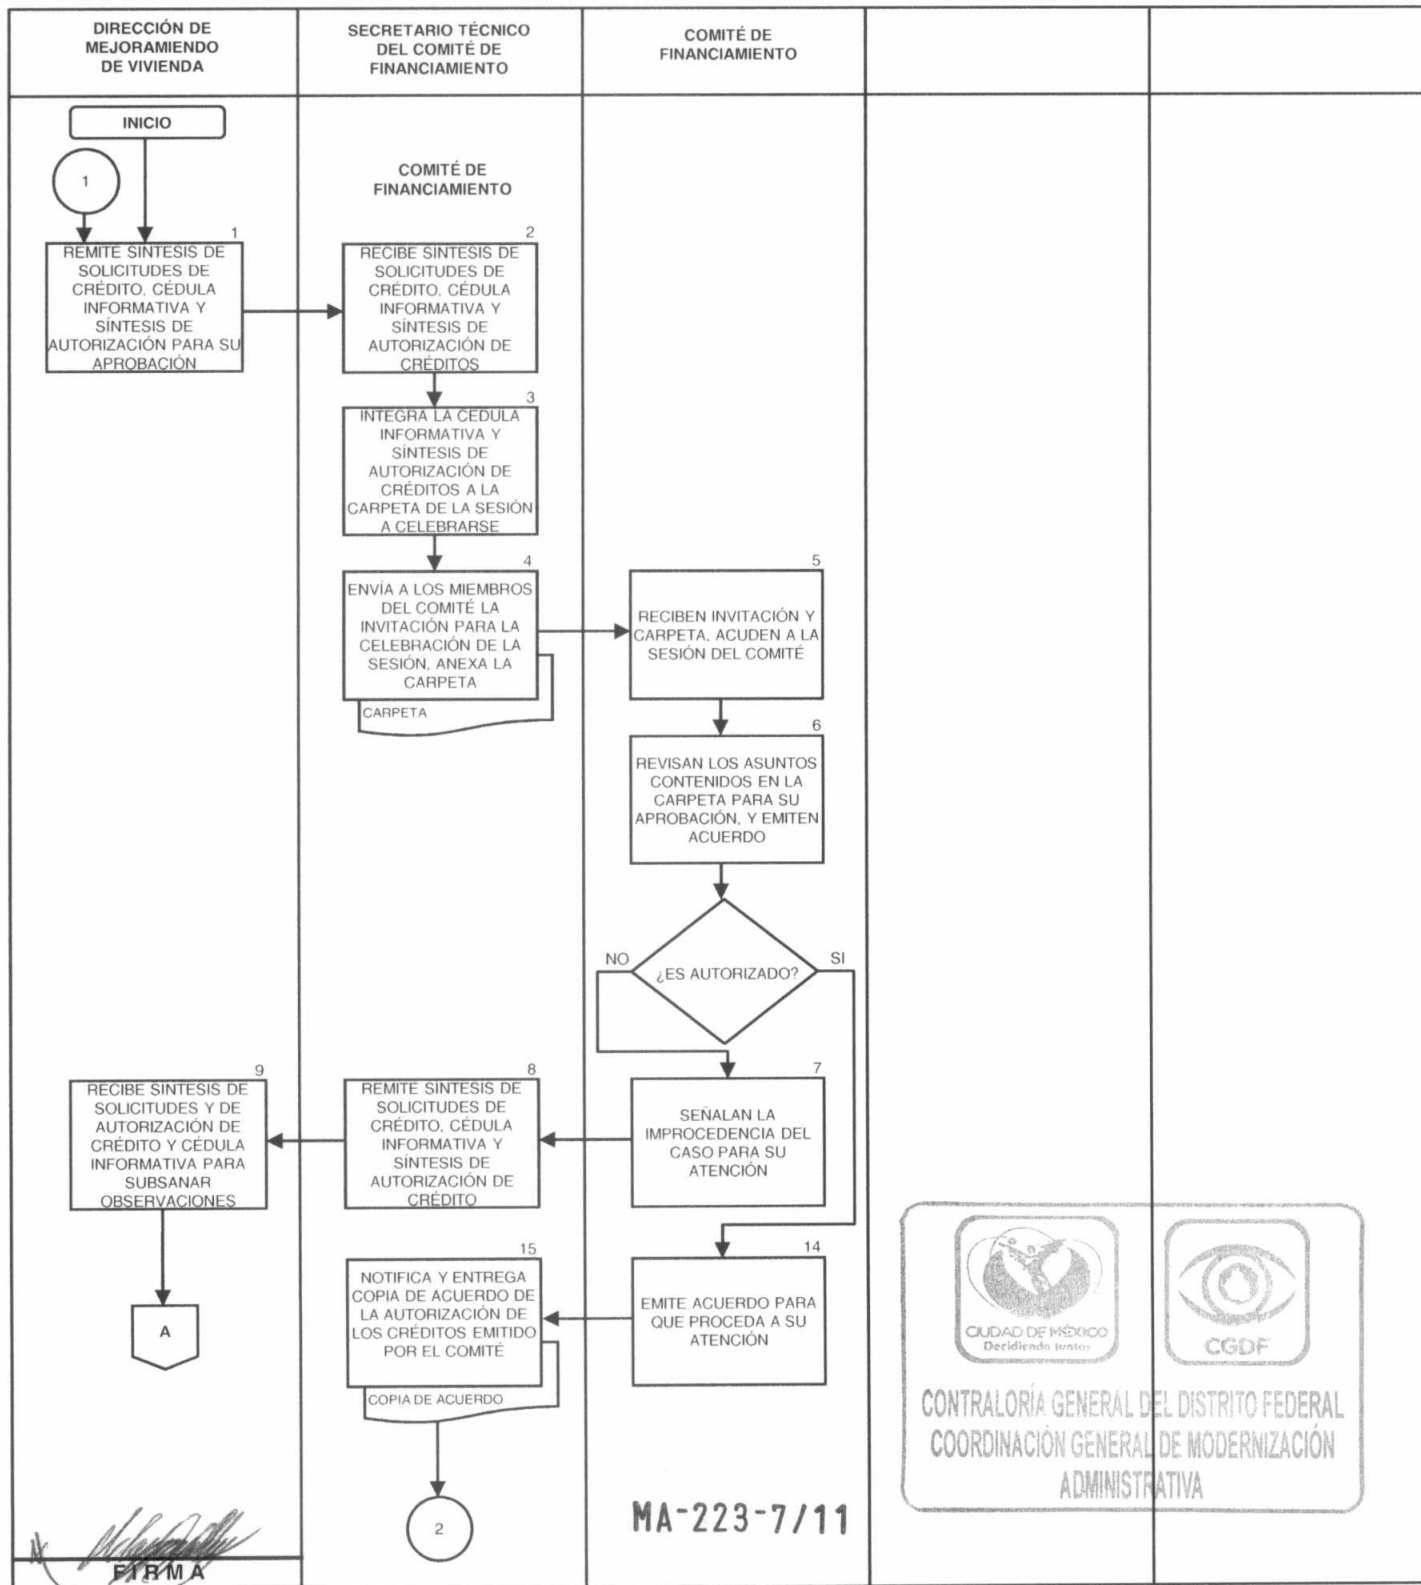 DIRECCIÓN DE
MEJORAMIENDO
DE VIVIENDA
SECRETARIO TÉCNICO
DEL COMITÉ DE
FINANCIAMIENTO
COMITÉ DE
FINANCIAMIENTO
INICIO
1
COMITÉ DE
FINANCIAMIENTO
1
REMITE SINTESIS DE
SOLICITUDES DE
CRÉDITO, CÉDULA
INFORMATIVA Y
SÍNTESIS DE
AUTORIZACIÓN PARA SU
APROBACIÓN
2
RECIBE SÍNTESIS DE
SOLICITUDES DE
CRÉDITO, CÉDULA
INFORMATIVA Y
SÍNTESIS DE
AUTORIZACIÓN DE
CRÉDITOS
3
INTEGRA LA CEDULA
INFORMATIVA Y
SÍNTESIS DE
AUTORIZACIÓN DE
CRÉDITOS A LA
CARPETA DE LA SESIÓN
A CELEBRARSE
4
ENVÍA A LOS MIEMBROS
DEL COMITÉ LA
INVITACIÓN PARA LA
CELEBRACIÓN DE LA
SESIÓN, ANEXA LA
CARPETA
CARPETA
5
RECIBEN INVITACIÓN Y
CARPETA, ACUDEN A LA
SESIÓN DEL COMITÉ
6
REVISAN LOS ASUNTOS
CONTENIDOS EN LA
CARPETA PARA SU
APROBACIÓN, Y EMITEN
ACUERDO
NO
¿ES AUTORIZADO?
SI
7
SEÑALAN LA
IMPROCEDENCIA DEL
CASO PARA SU
ATENCIÓN
8
REMITE SINTESIS DE
SOLICITUDES DE
CRÉDITO, CÉDULA
INFORMATIVA Y
SÍNTESIS DE
AUTORIZACIÓN DE
CRÉDITO
9
RECIBE SINTESIS DE
SOLICITUDES Y DE
AUTORIZACIÓN DE
CRÉDITO Y CÉDULA
INFORMATIVA PARA
SUBSANAR
OBSERVACIONES
A
14
EMITE ACUERDO PARA
QUE PROCEDA A SU
ATENCIÓN
15
NOTIFICA Y ENTREGA
COPIA DE ACUERDO DE
LA AUTORIZACIÓN DE
LOS CRÉDITOS EMITIDO
POR EL COMITÉ
COPIA DE ACUERDO
2
CIUDAD DE MÉXICO
Decidiendo juntos
CGDF
CONTRALORÍA GENERAL DEL DISTRITO FEDERAL
COORDINACIÓN GENERAL DE MODERNIZACIÓN
ADMINISTRATIVA
MA-223-7/11
FIRMA